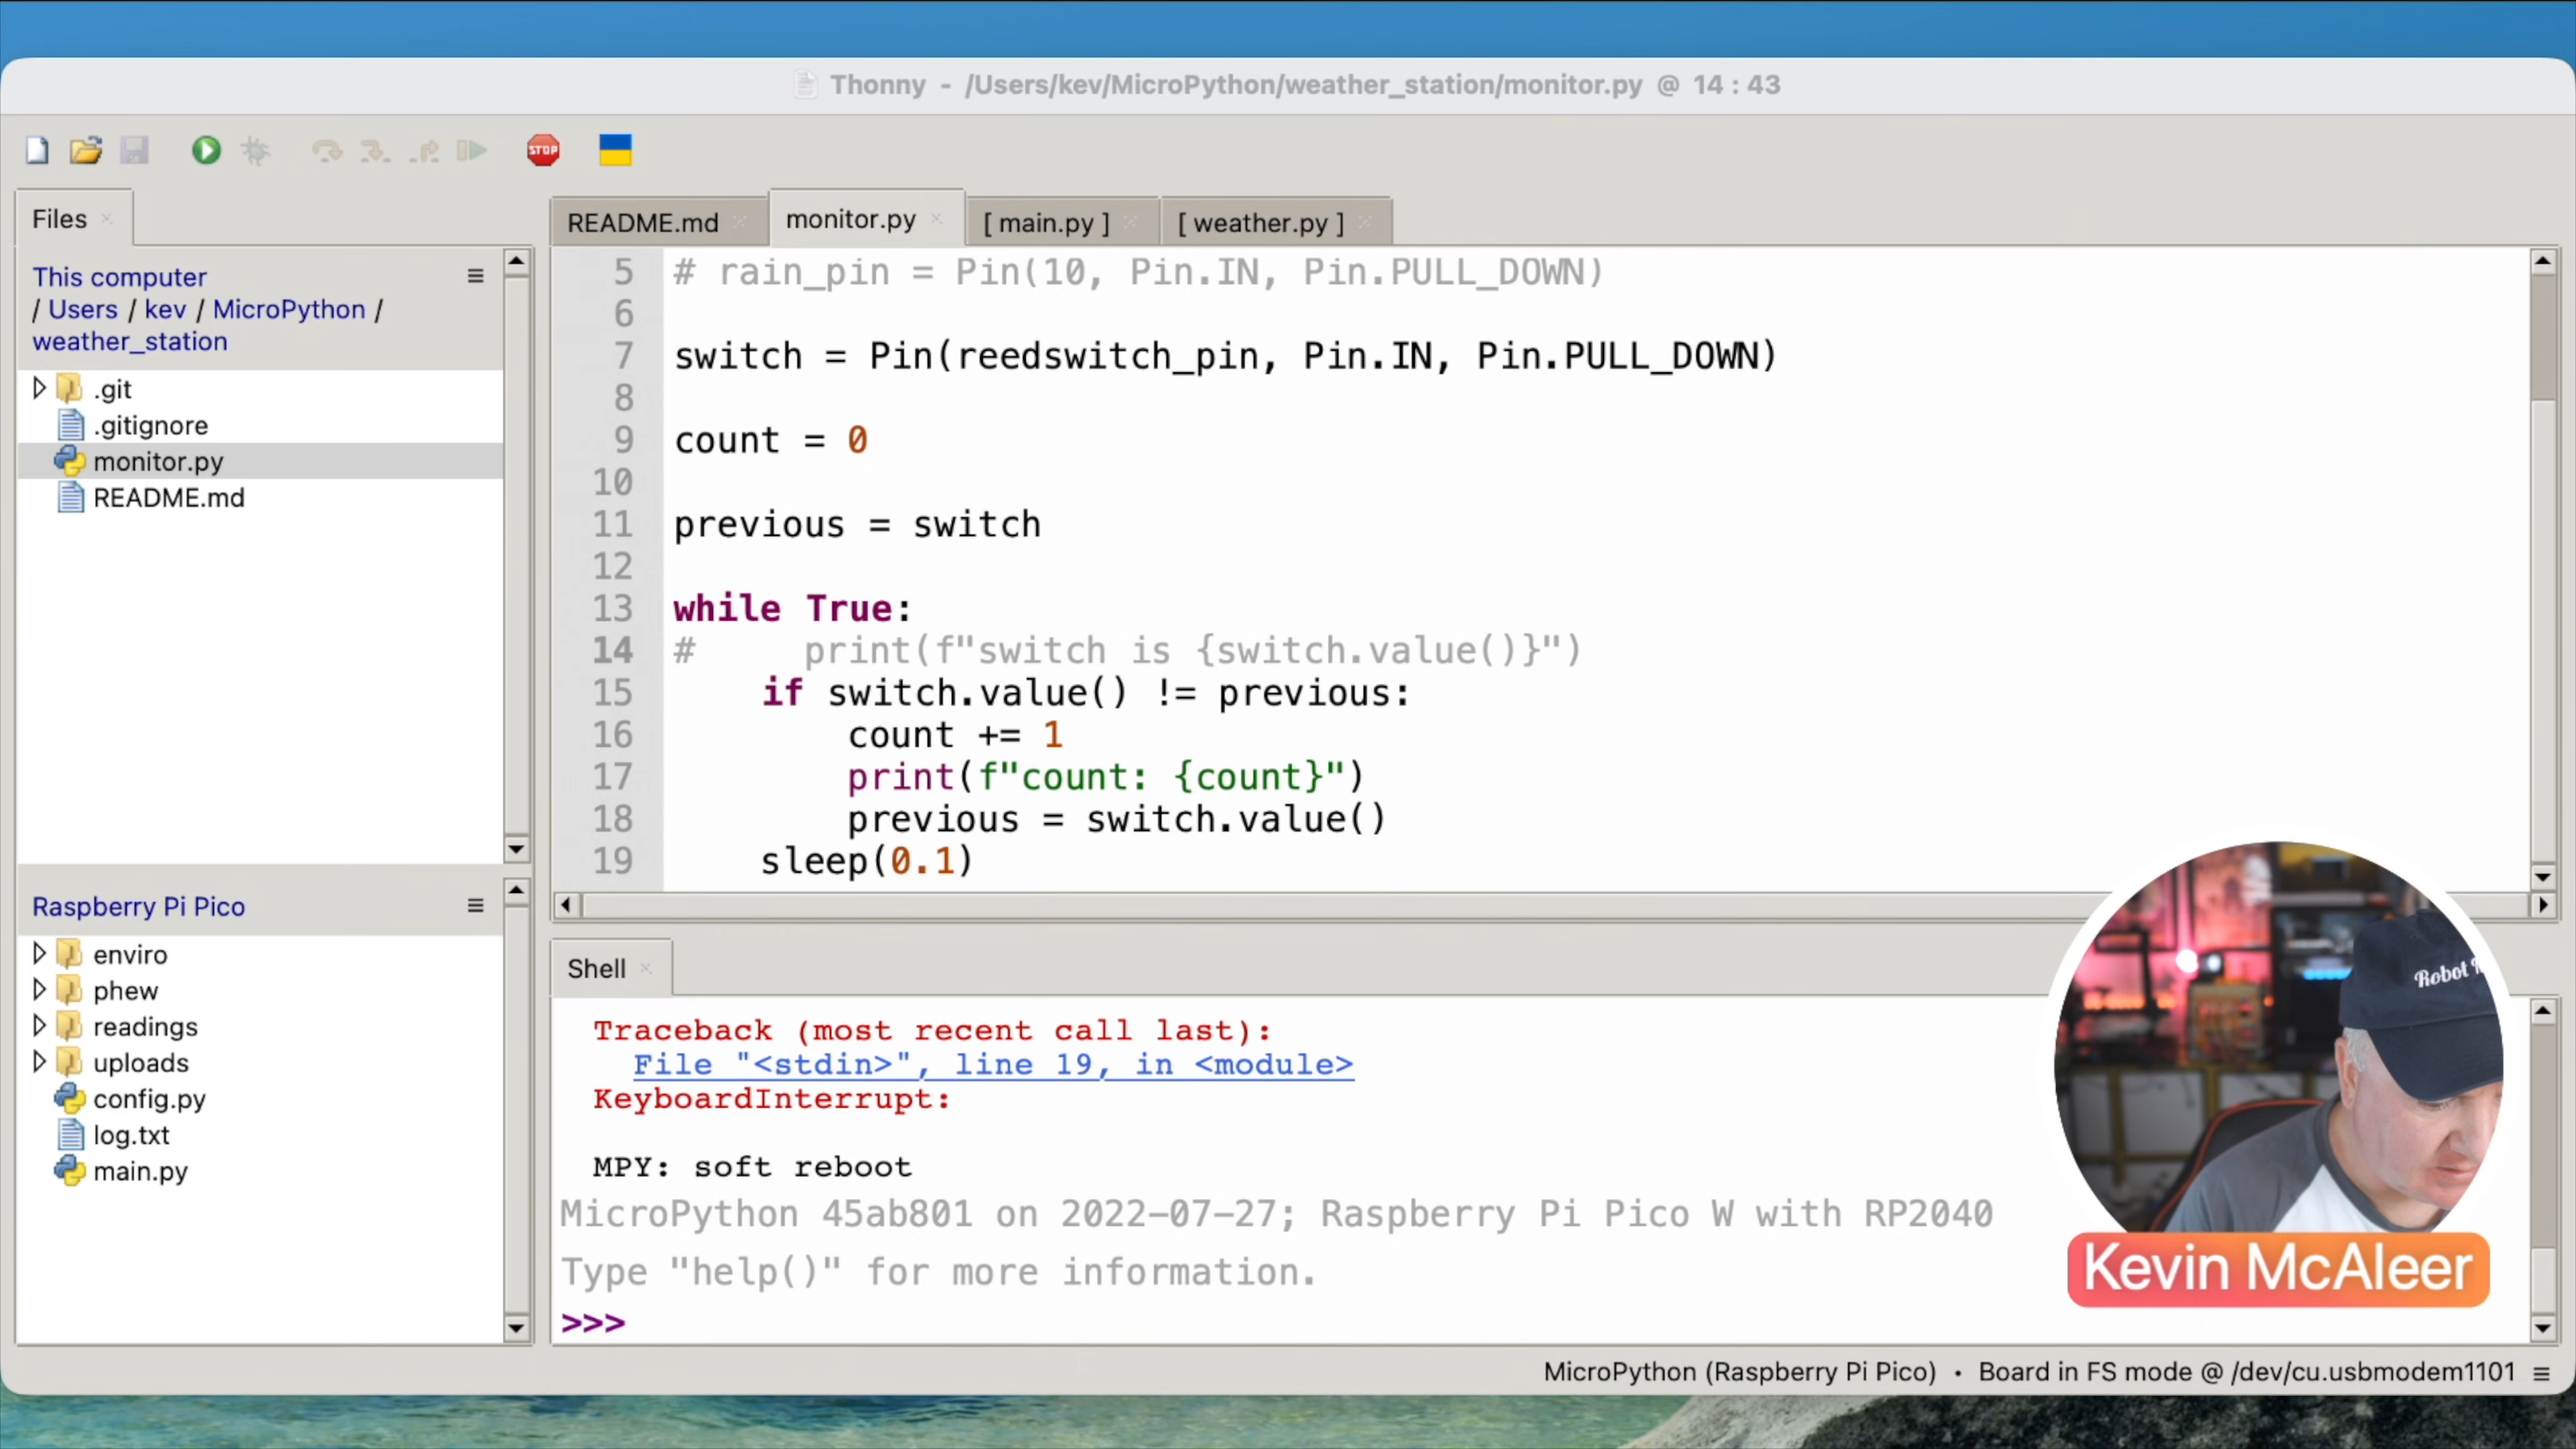 Thonny - /Users/kev/MicroPython/weather_station/monitor.py @ 14 : 43
STOP
Files
This computer
/ Users / kev / MicroPython /
weather_station
.git
.gitignore
monitor.py
README.md
Raspberry Pi Pico
enviro
phew
readings
uploads
config.py
log.txt
main.py
README.md
monitor.py
[ main.py ]
[ weather.py ]
5 # rain_pin = Pin(10, Pin.IN, Pin.PULL_DOWN)
6
7 switch = Pin(reedswitch_pin, Pin.IN, Pin.PULL_DOWN)
8
9 count = 0
10
11 previous = switch
12
13 while True:
14 #     print(f"switch is {switch.value()}")
15     if switch.value() != previous:
16         count += 1
17         print(f"count: {count}")
18         previous = switch.value()
19     sleep(0.1)
Shell
Traceback (most recent call last):
File "<stdin>", line 19, in <module>
KeyboardInterrupt:
MPY: soft reboot
MicroPython 45ab801 on 2022-07-27; Raspberry Pi Pico W with RP2040
Type "help()" for more information.
>>>
Robot
Kevin McAleer
MicroPython (Raspberry Pi Pico) • Board in FS mode @ /dev/cu.usbmodem1101